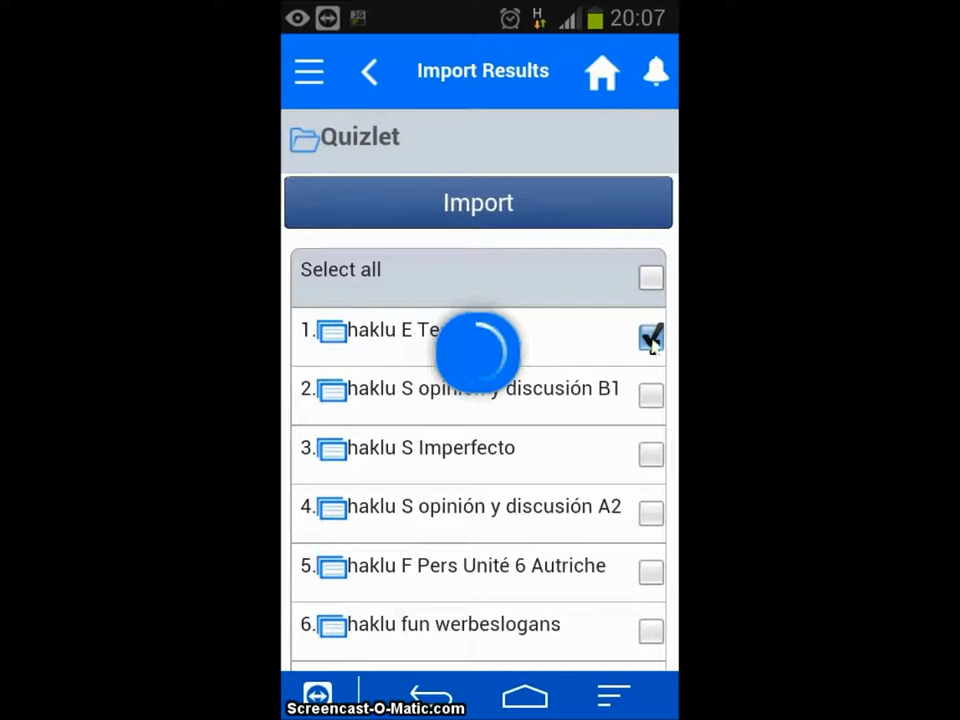 3G H 20:07
Import Results
Quizlet
Import
Select all
1. haklu E
2. haklu S opinión y discusión B1
3. haklu S Imperfecto
4. haklu S opinión y discusión A2
5. haklu F Pers Unité 6 Autriche
6. haklu fun werbeslogans
Screencast-O-Matic.com